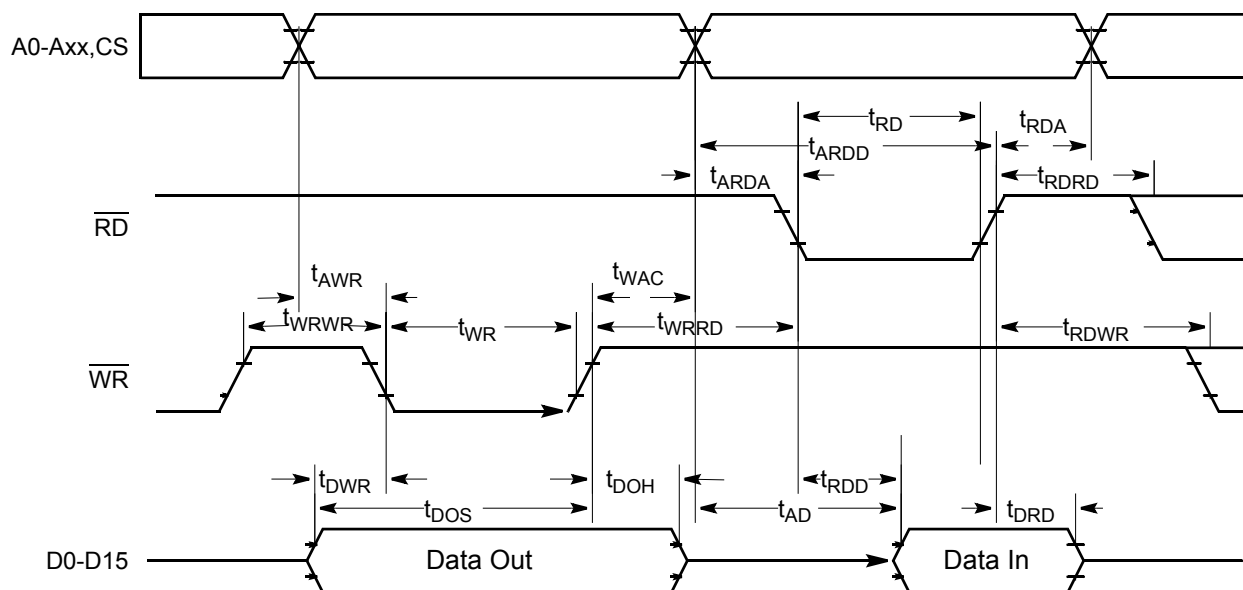 A0-Axx,CS
tRD
tRDA
tARDD
tARDA
tRDRD
RD
tAWR
tWAC
tWRWR
tWR
tWRRD
tRDWR
WR
tDWR
tDOH
tRDD
tDOS
tAD
tDRD
D0-D15
Data Out
Data In